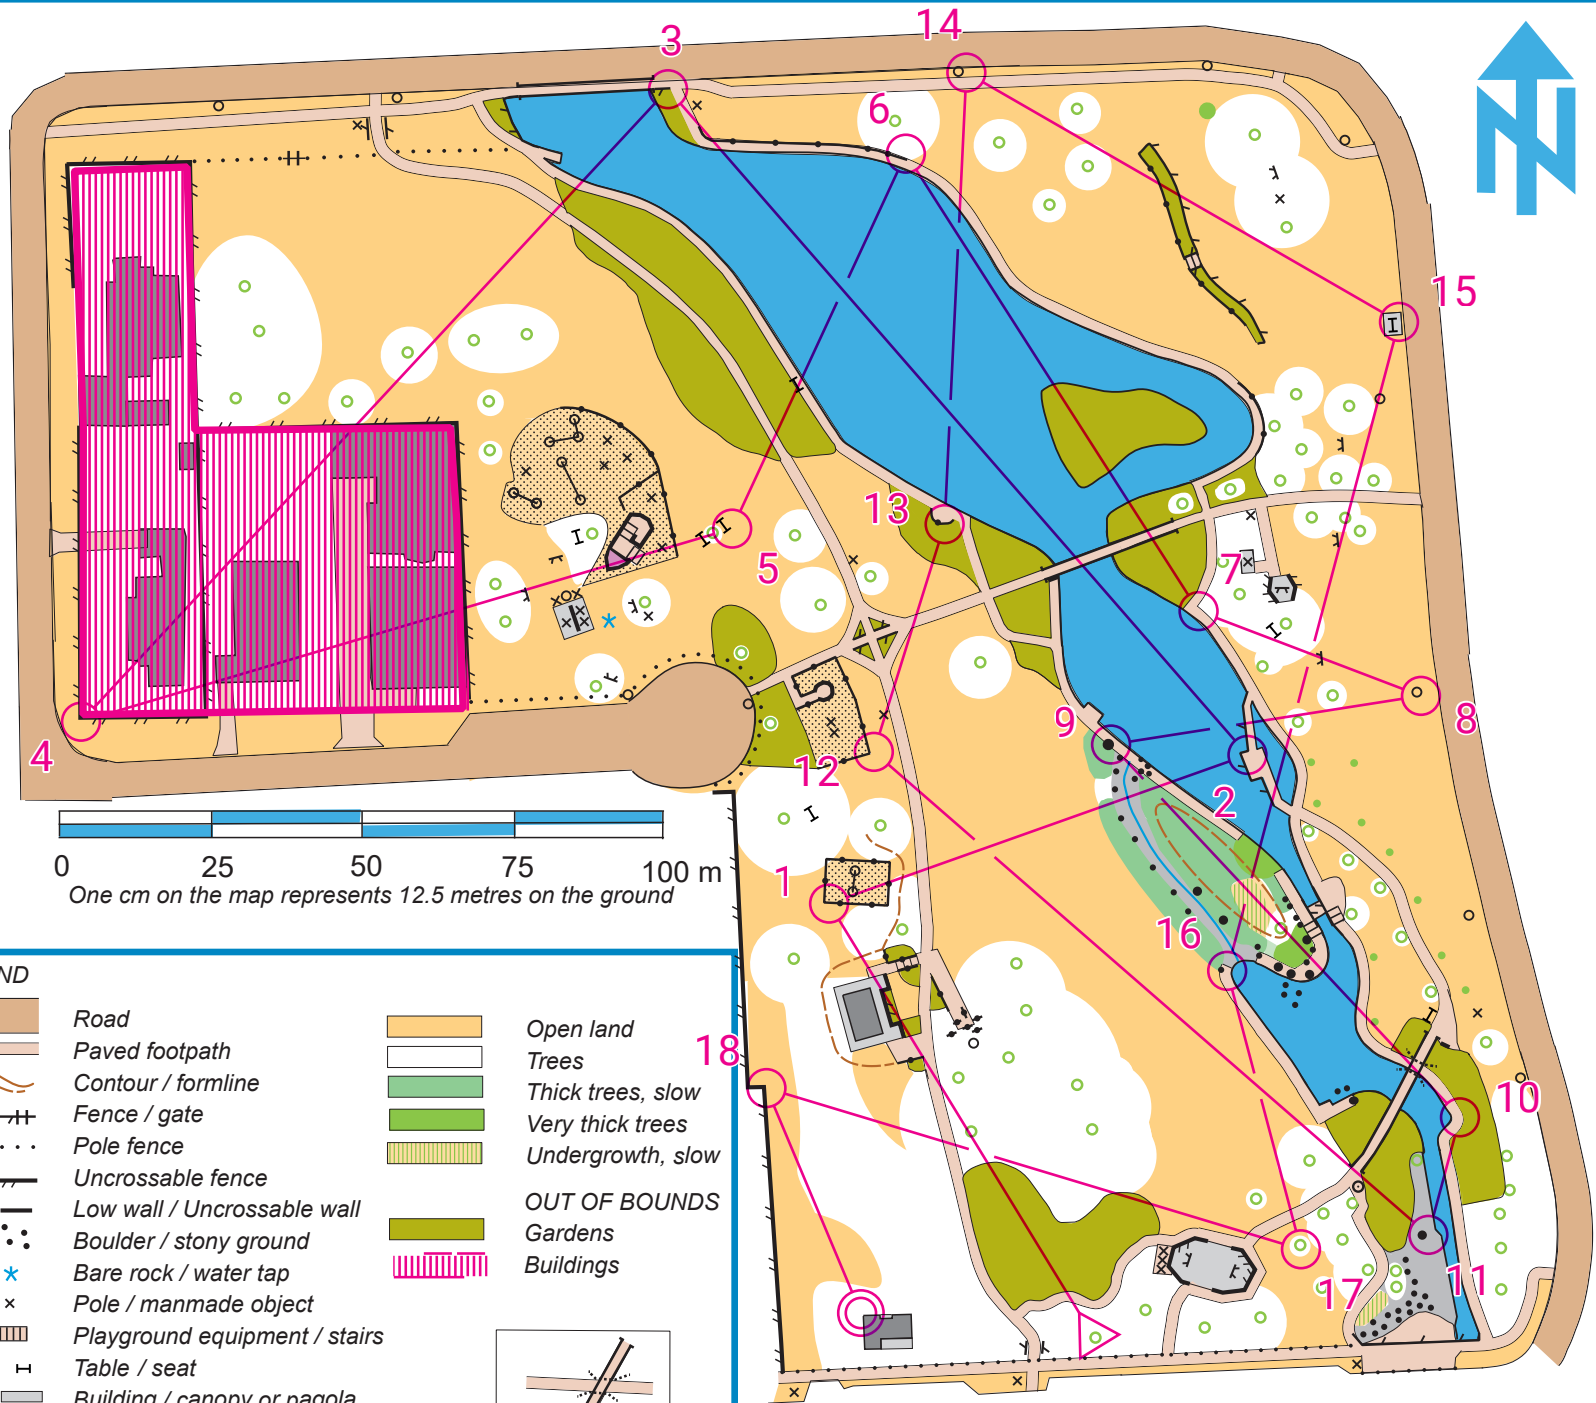 3
14
6
15
13
5
7
4
9
8
12
2
0 25 50 75 100 m
One cm on the map represents 12.5 metres on the ground
1
16
18
10
17
11
ND
Road
Paved footpath
Contour / formline
Fence / gate
Pole fence
Uncrossable fence
Low wall / Uncrossable wall
Boulder / stony ground
Bare rock / water tap
Pole / manmade object
Playground equipment / stairs
Table / seat
Building / canopy or pagola
Open land
Trees
Thick trees, slow
Very thick trees
Undergrowth, slow
OUT OF BOUNDS
Gardens
Buildings